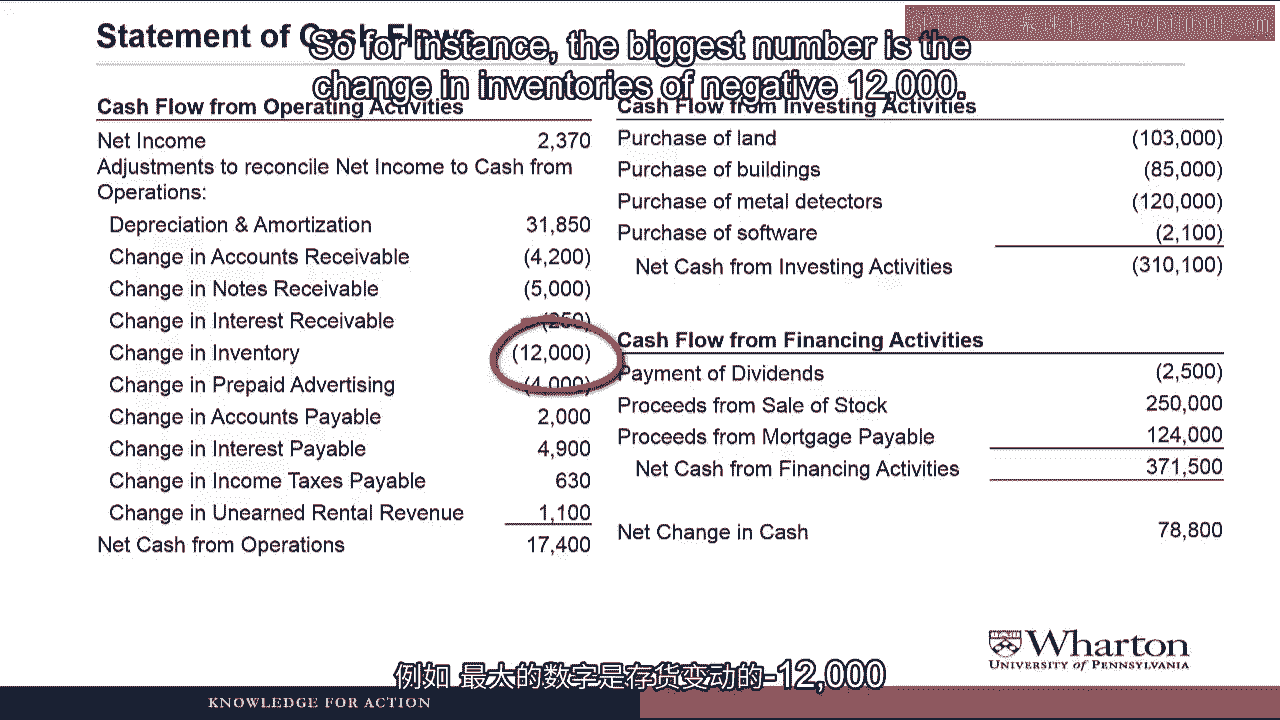 Statement of Cash Flows
So for instance, the biggest number is the
change in inventories of negative 12,000.
Cash Flow from Operating Activities
Net Income 2,370
Adjustments to reconcile Net Income to Cash from
Operations:
Depreciation & Amortization 31,850
Change in Accounts Receivable (4,200)
Change in Notes Receivable (5,000)
Change in Interest Receivable (250)
Change in Inventory (12,000)
Change in Prepaid Advertising (4,000)
Change in Accounts Payable 2,000
Change in Interest Payable 4,900
Change in Income Taxes Payable 630
Change in Unearned Rental Revenue 1,100
Net Cash from Operations 17,400
Cash Flow from Investing Activities
Purchase of land (103,000)
Purchase of buildings (85,000)
Purchase of metal detectors (120,000)
Purchase of software (2,100)
Net Cash from Investing Activities (310,100)
Cash Flow from Financing Activities
Payment of Dividends (2,500)
Proceeds from Sale of Stock 250,000
Proceeds from Mortgage Payable 124,000
Net Cash from Financing Activities 371,500
Net Change in Cash 78,800
Wharton
UNIVERSITY of PENNSYLVANIA
例如 最大的数字是存货变动的-12,000
KNOWLEDGE FOR ACTION